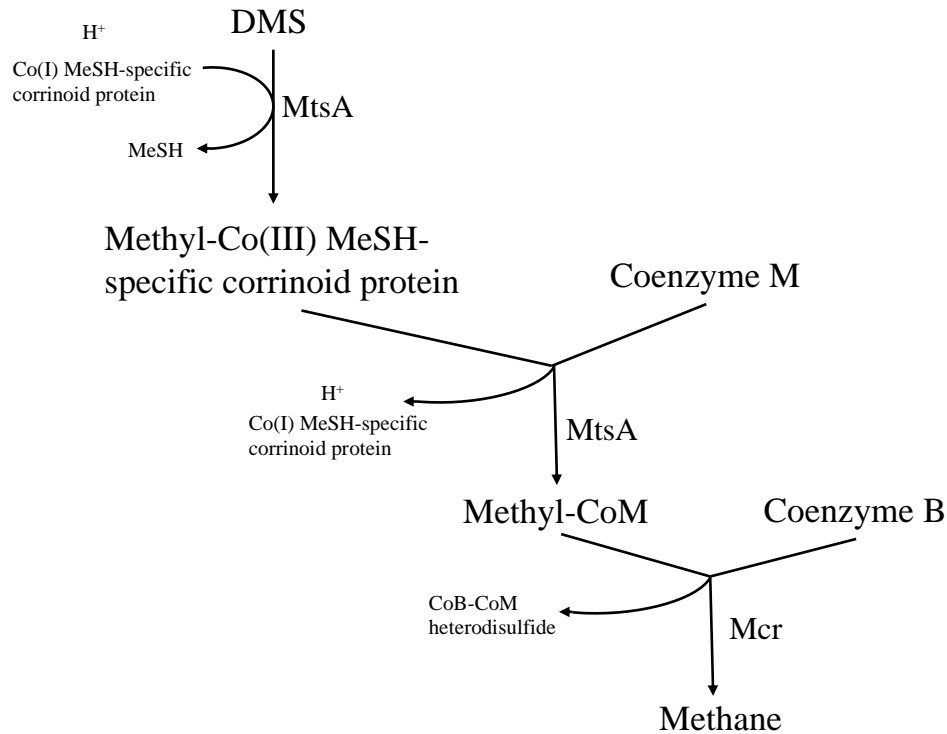 DMS
H⁺
Co(I) MeSH-specific
corrinoid protein
MtsA
MeSH
Methyl-Co(III) MeSH-
specific corrinoid protein
Coenzyme M
H⁺
Co(I) MeSH-specific
corrinoid protein
MtsA
Methyl-CoM
Coenzyme B
CoB-CoM
heterodisulfide
Mcr
Methane